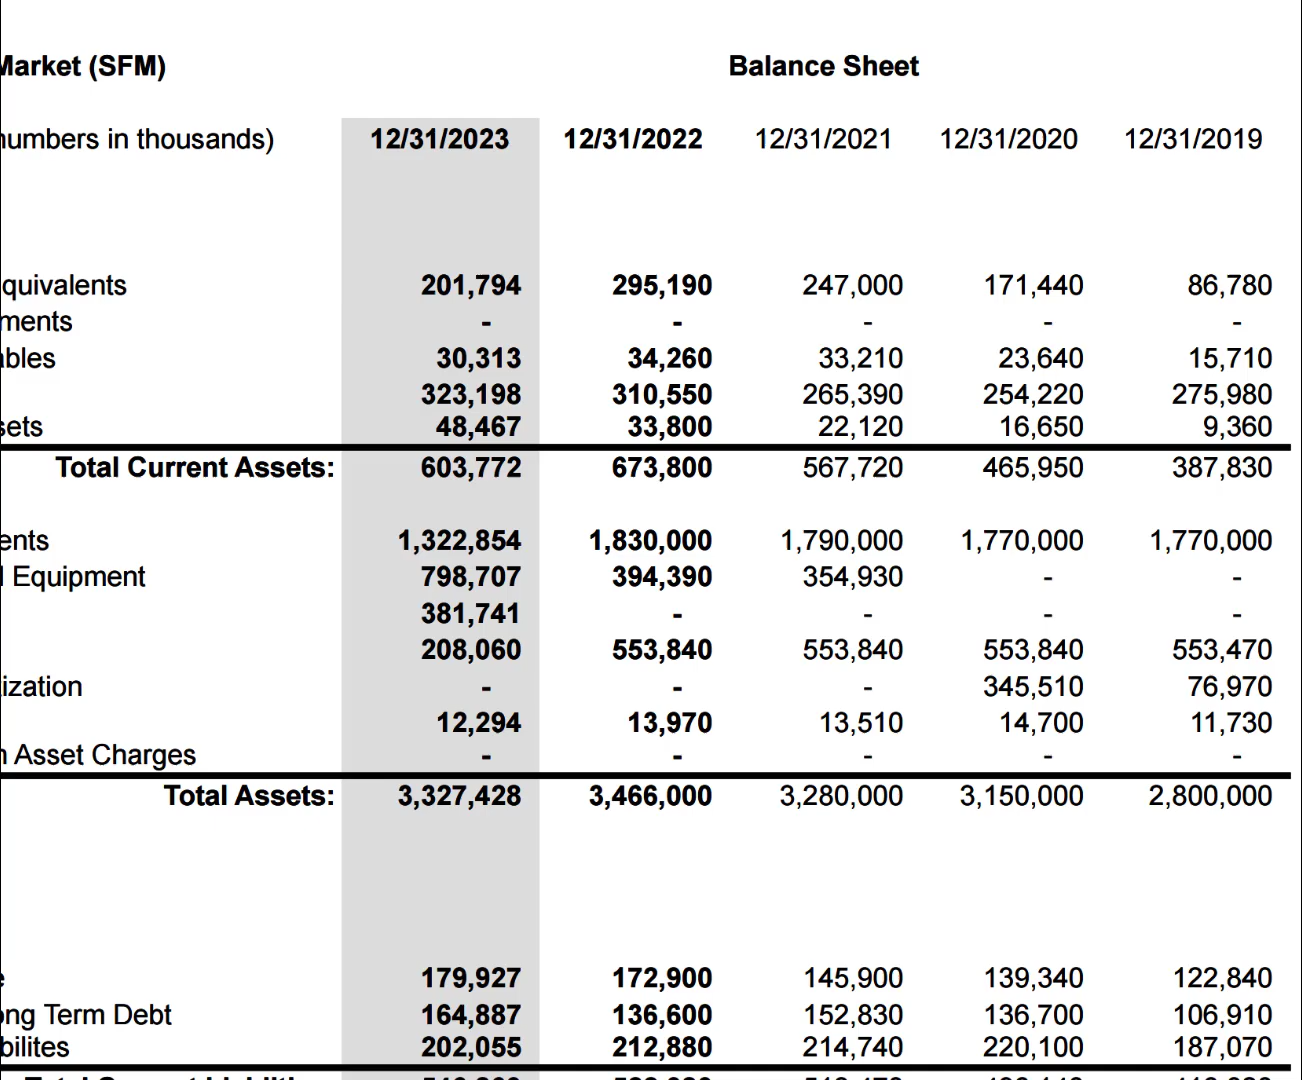 Market (SFM) Balance Sheet
numbers in thousands) 12/31/2023 12/31/2022 12/31/2021 12/31/2020 12/31/2019
quivalents 201,794 295,190 247,000 171,440 86,780
ments - - - - -
ables 30,313 34,260 33,210 23,640 15,710
323,198 310,550 265,390 254,220 275,980
sets 48,467 33,800 22,120 16,650 9,360
Total Current Assets: 603,772 673,800 567,720 465,950 387,830
ents 1,322,854 1,830,000 1,790,000 1,770,000 1,770,000
Equipment 798,707 394,390 354,930 - -
381,741 - - - -
208,060 553,840 553,840 553,840 553,470
ization - - - 345,510 76,970
12,294 13,970 13,510 14,700 11,730
n Asset Charges - - - - -
Total Assets: 3,327,428 3,466,000 3,280,000 3,150,000 2,800,000
e 179,927 172,900 145,900 139,340 122,840
ong Term Debt 164,887 136,600 152,830 136,700 106,910
bilites 202,055 212,880 214,740 220,100 187,070